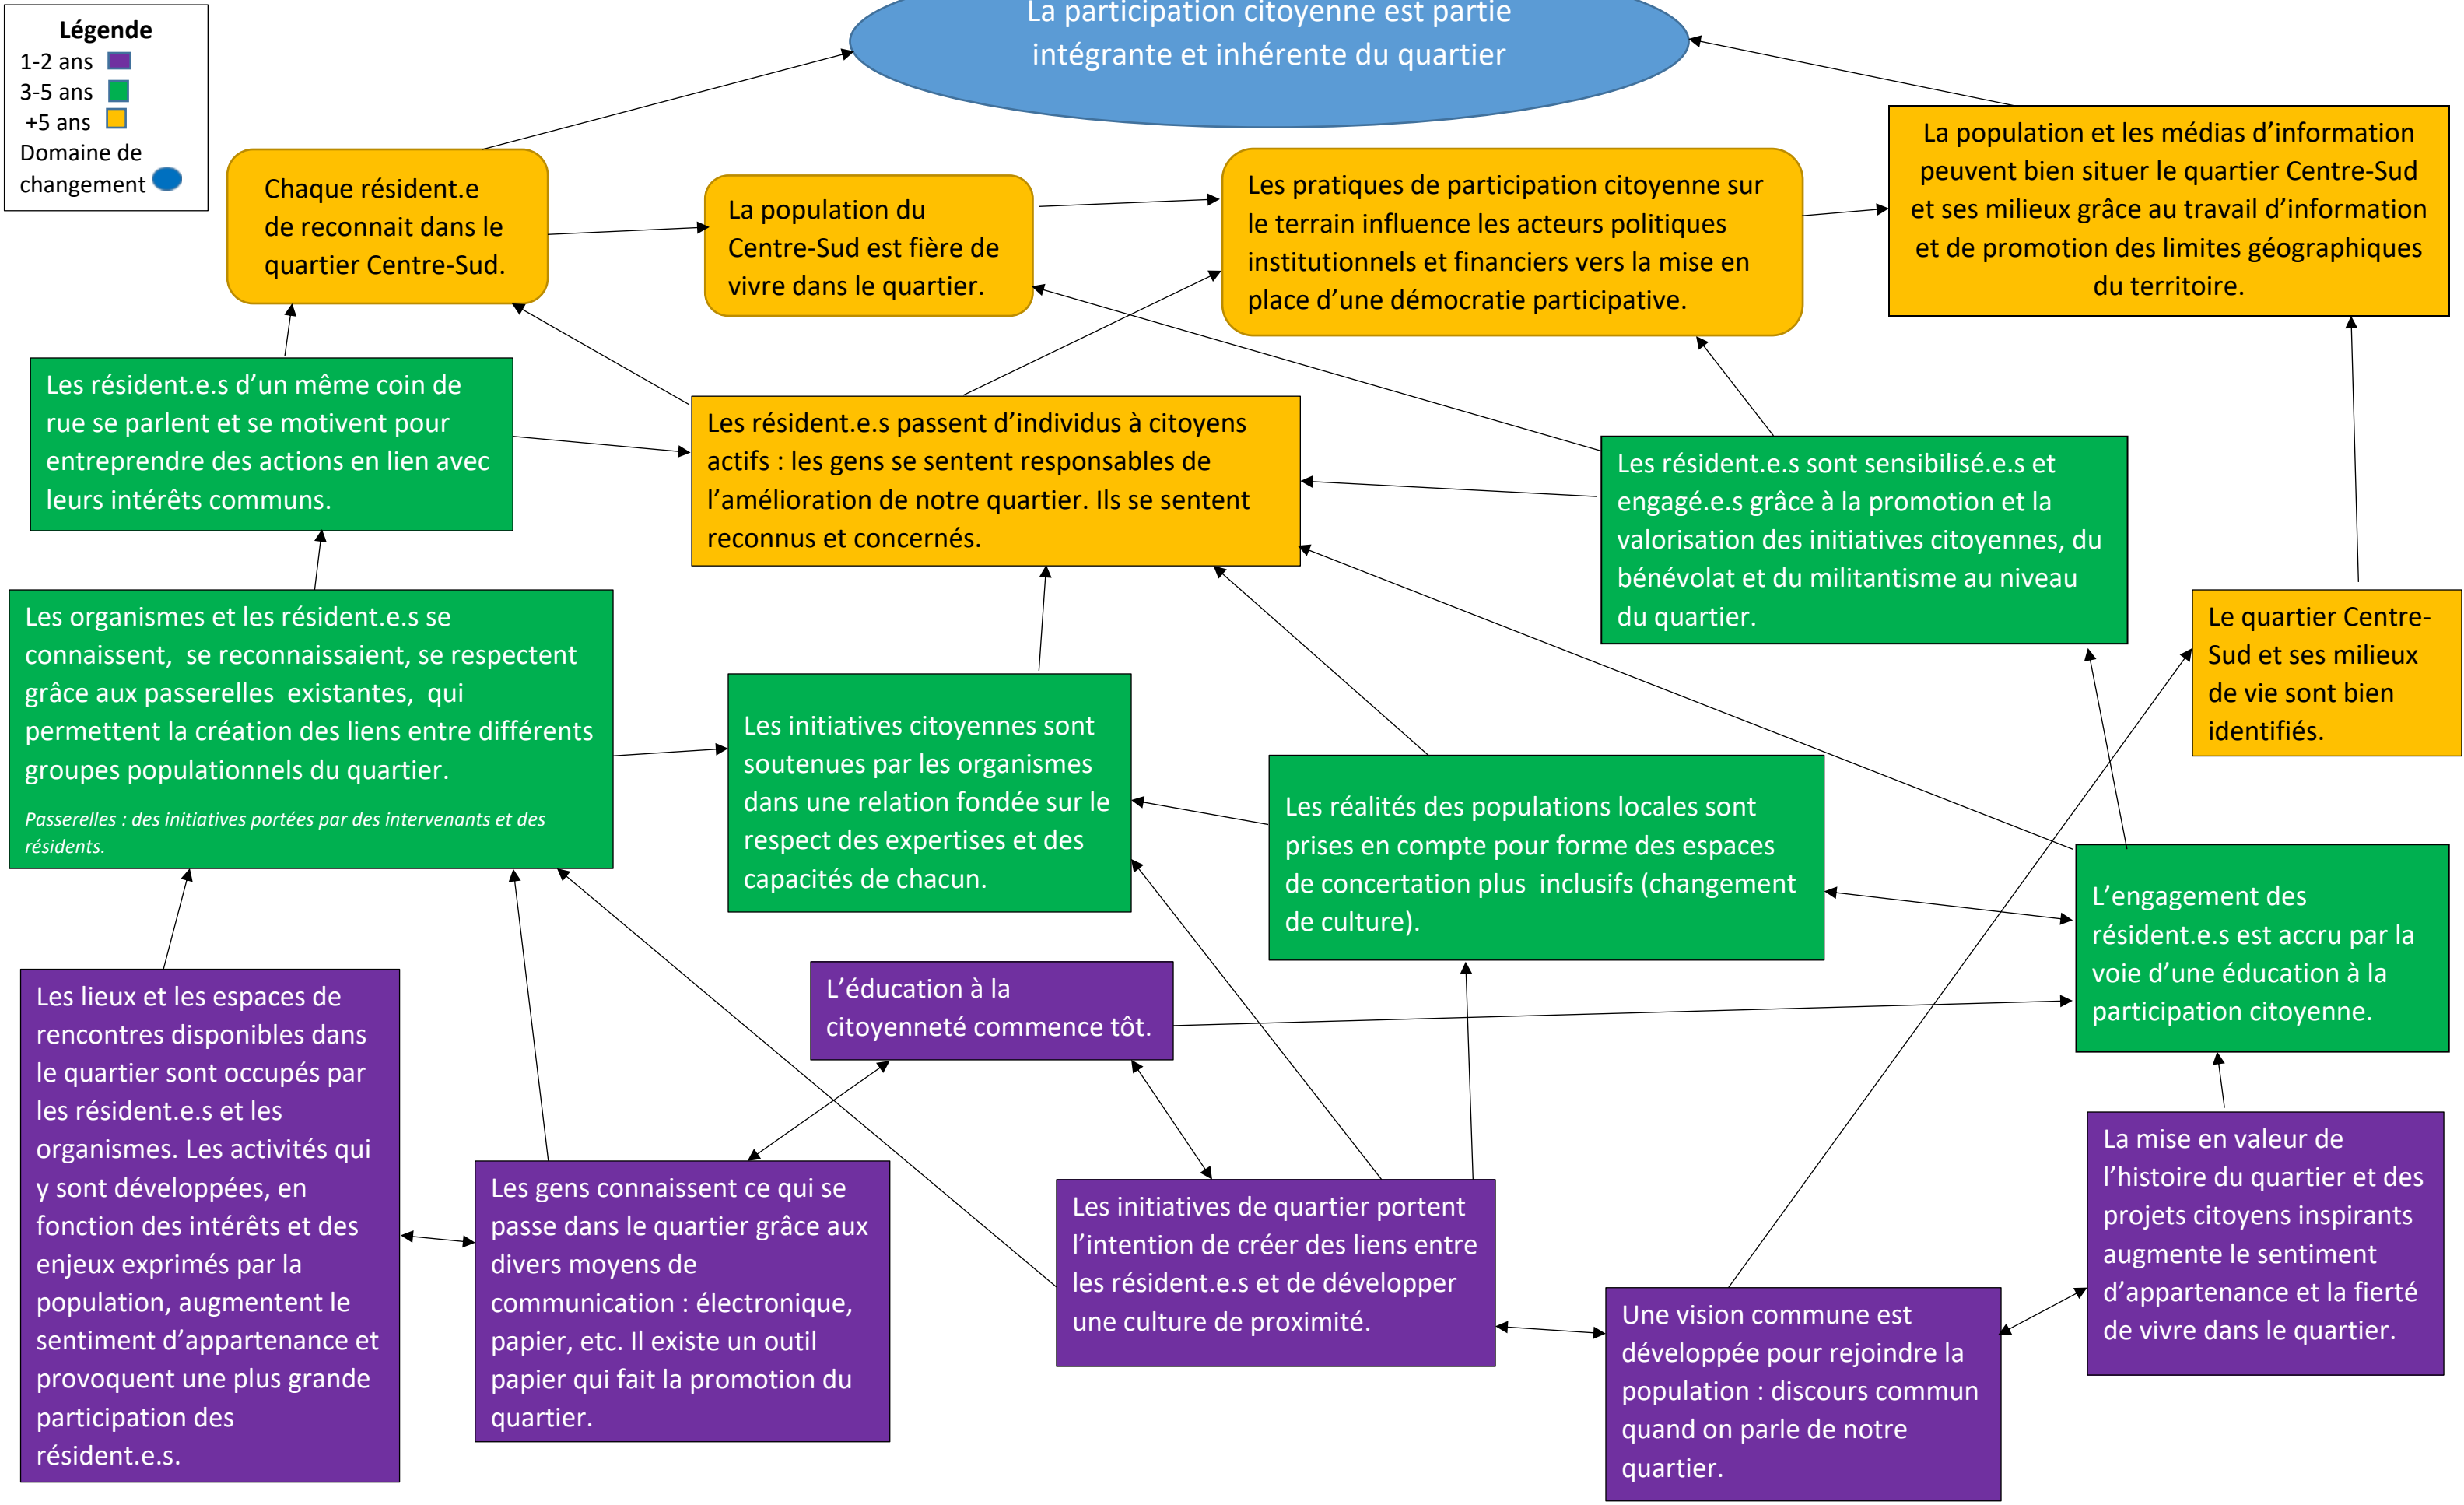 Légende
1-2 ans
3-5 ans
+5 ans
Domaine de
changement
La participation citoyenne est partie
intégrante et inhérente du quartier
Chaque résident.e
de reconnait dans le
quartier Centre-Sud.
La population du
Centre-Sud est fière de
vivre dans le quartier.
Les pratiques de participation citoyenne sur
le terrain influence les acteurs politiques
institutionnels et financiers vers la mise en
place d’une démocratie participative.
La population et les médias d’information
peuvent bien situer le quartier Centre-Sud
et ses milieux grâce au travail d’information
et de promotion des limites géographiques
du territoire.
Les résident.e.s d’un même coin de
rue se parlent et se motivent pour
entreprendre des actions en lien avec
leurs intérêts communs.
Les résident.e.s passent d’individus à citoyens
actifs : les gens se sentent responsables de
l’amélioration de notre quartier. Ils se sentent
reconnus et concernés.
Les résident.e.s sont sensibilisé.e.s et
engagé.e.s grâce à la promotion et la
valorisation des initiatives citoyennes, du
bénévolat et du militantisme au niveau
du quartier.
Le quartier Centre-
Sud et ses milieux
de vie sont bien
identifiés.
Les organismes et les résident.e.s se
connaissent, se reconnaissaient, se respectent
grâce aux passerelles existantes, qui
permettent la création des liens entre différents
groupes populationnels du quartier.
Passerelles : des initiatives portées par des intervenants et des
résidents.
Les initiatives citoyennes sont
soutenues par les organismes
dans une relation fondée sur le
respect des expertises et des
capacités de chacun.
Les réalités des populations locales sont
prises en compte pour forme des espaces
de concertation plus inclusifs (changement
de culture).
L’engagement des
résident.e.s est accru par la
voie d’une éducation à la
participation citoyenne.
Les lieux et les espaces de
rencontres disponibles dans
le quartier sont occupés par
les résident.e.s et les
organismes. Les activités qui
y sont développées, en
fonction des intérêts et des
enjeux exprimés par la
population, augmentent le
sentiment d’appartenance et
provoquent une plus grande
participation des
résident.e.s.
L’éducation à la
citoyenneté commence tôt.
Les gens connaissent ce qui se
passe dans le quartier grâce aux
divers moyens de
communication : électronique,
papier, etc. Il existe un outil
papier qui fait la promotion du
quartier.
Les initiatives de quartier portent
l’intention de créer des liens entre
les résident.e.s et de développer
une culture de proximité.
Une vision commune est
développée pour rejoindre la
population : discours commun
quand on parle de notre
quartier.
La mise en valeur de
l’histoire du quartier et des
projets citoyens inspirants
augmente le sentiment
d’appartenance et la fierté
de vivre dans le quartier.